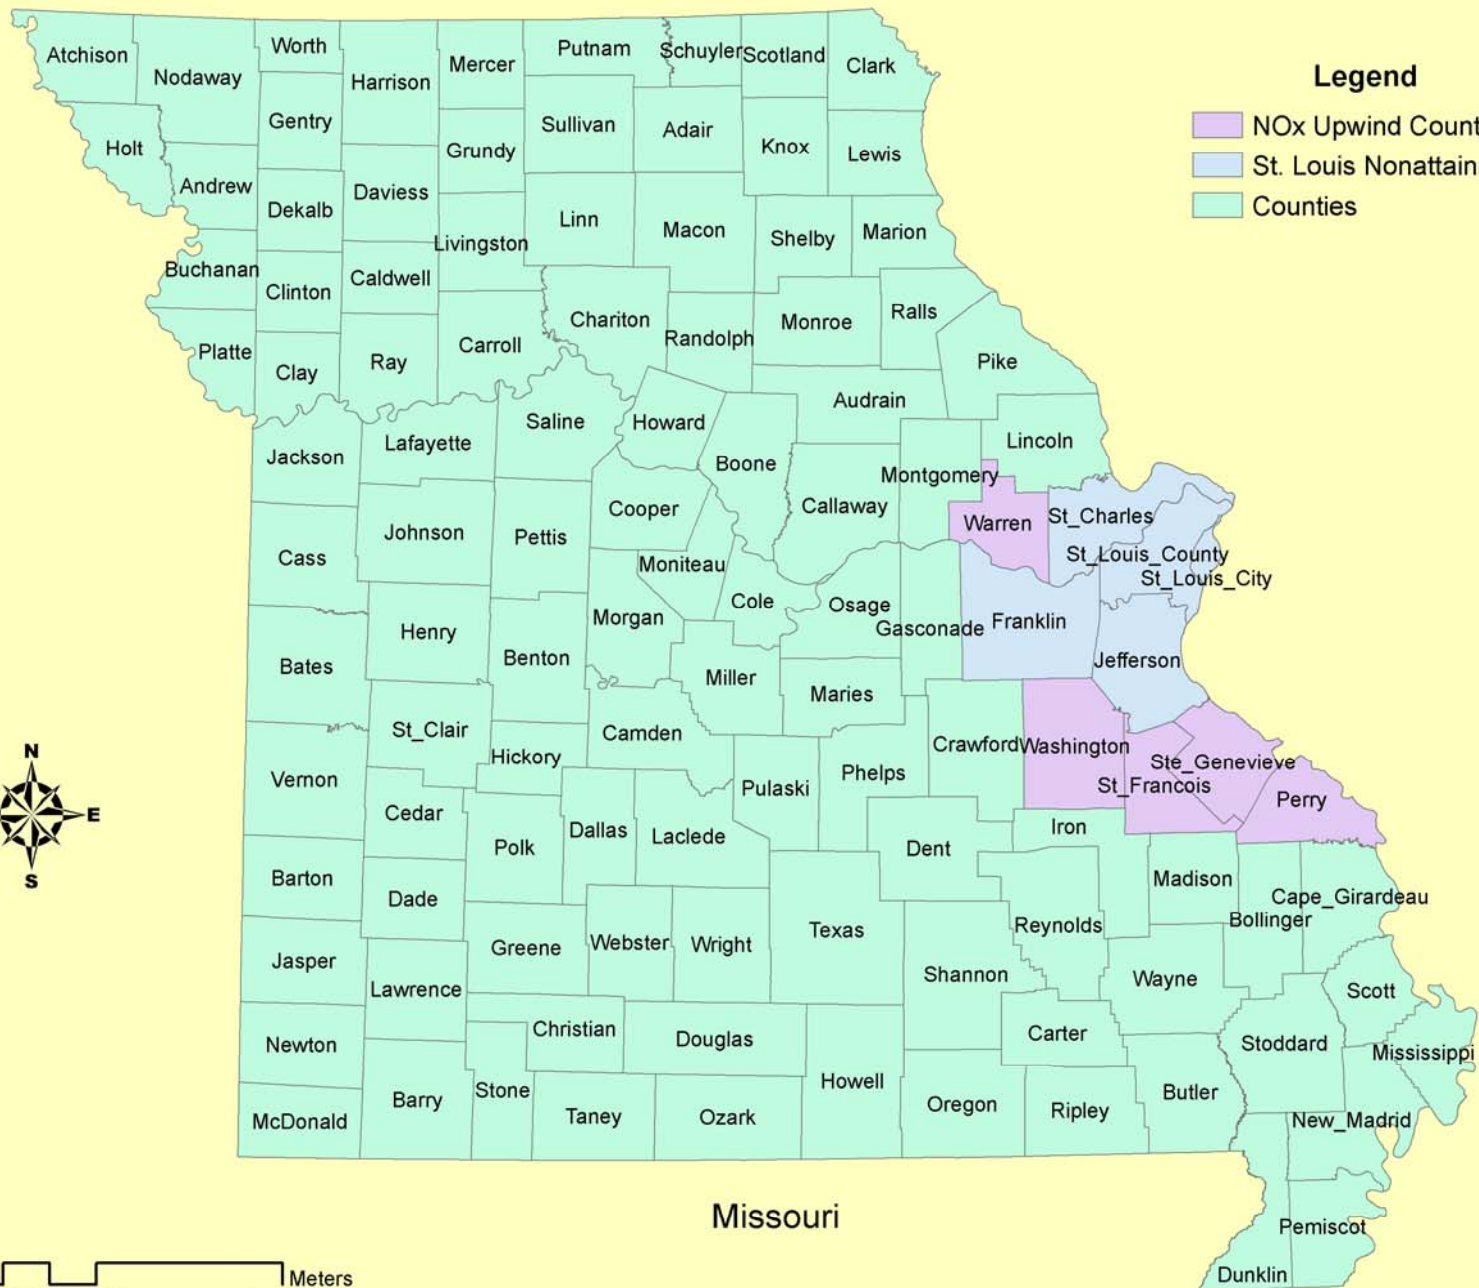 Legend
NOx Upwind Count
St. Louis Nonattain
Counties
Atchison
Nodaway
Worth
Harrison
Mercer
Putnam
Schuyler
Scotland
Clark
Gentry
Holt
Grundy
Sullivan
Adair
Knox
Lewis
Andrew
Dekalb
Daviess
Livingston
Linn
Macon
Shelby
Marion
Buchanan
Clinton
Caldwell
Chariton
Randolph
Monroe
Ralls
Platte
Clay
Ray
Carroll
Pike
Audrain
Saline
Howard
Lafayette
Jackson
Boone
Lincoln
Montgomery
Callaway
Cooper
Warren
St_Charles
Johnson
Pettis
Cass
Moniteau
St_Louis_County
St_Louis_City
Cole
Osage
Morgan
Gasconade
Franklin
Henry
Benton
Bates
Miller
Maries
Jefferson
St_Clair
Camden
Hickory
Crawford
Washington
Ste_Genevieve
St_Francois
Perry
Vernon
Pulaski
Phelps
Cedar
Dallas
Laclede
Polk
Dent
Iron
N
E
S
Barton
Dade
Madison
Cape_Girardeau
Bollinger
Reynolds
Texas
Greene
Webster
Wright
Jasper
Lawrence
Shannon
Wayne
Scott
Christian
Douglas
Carter
Stoddard
Mississippi
Newton
Stone
Barry
Howell
Butler
McDonald
Taney
Ozark
Oregon
Ripley
New_Madrid
Missouri
Pemiscot
Dunklin
Meters